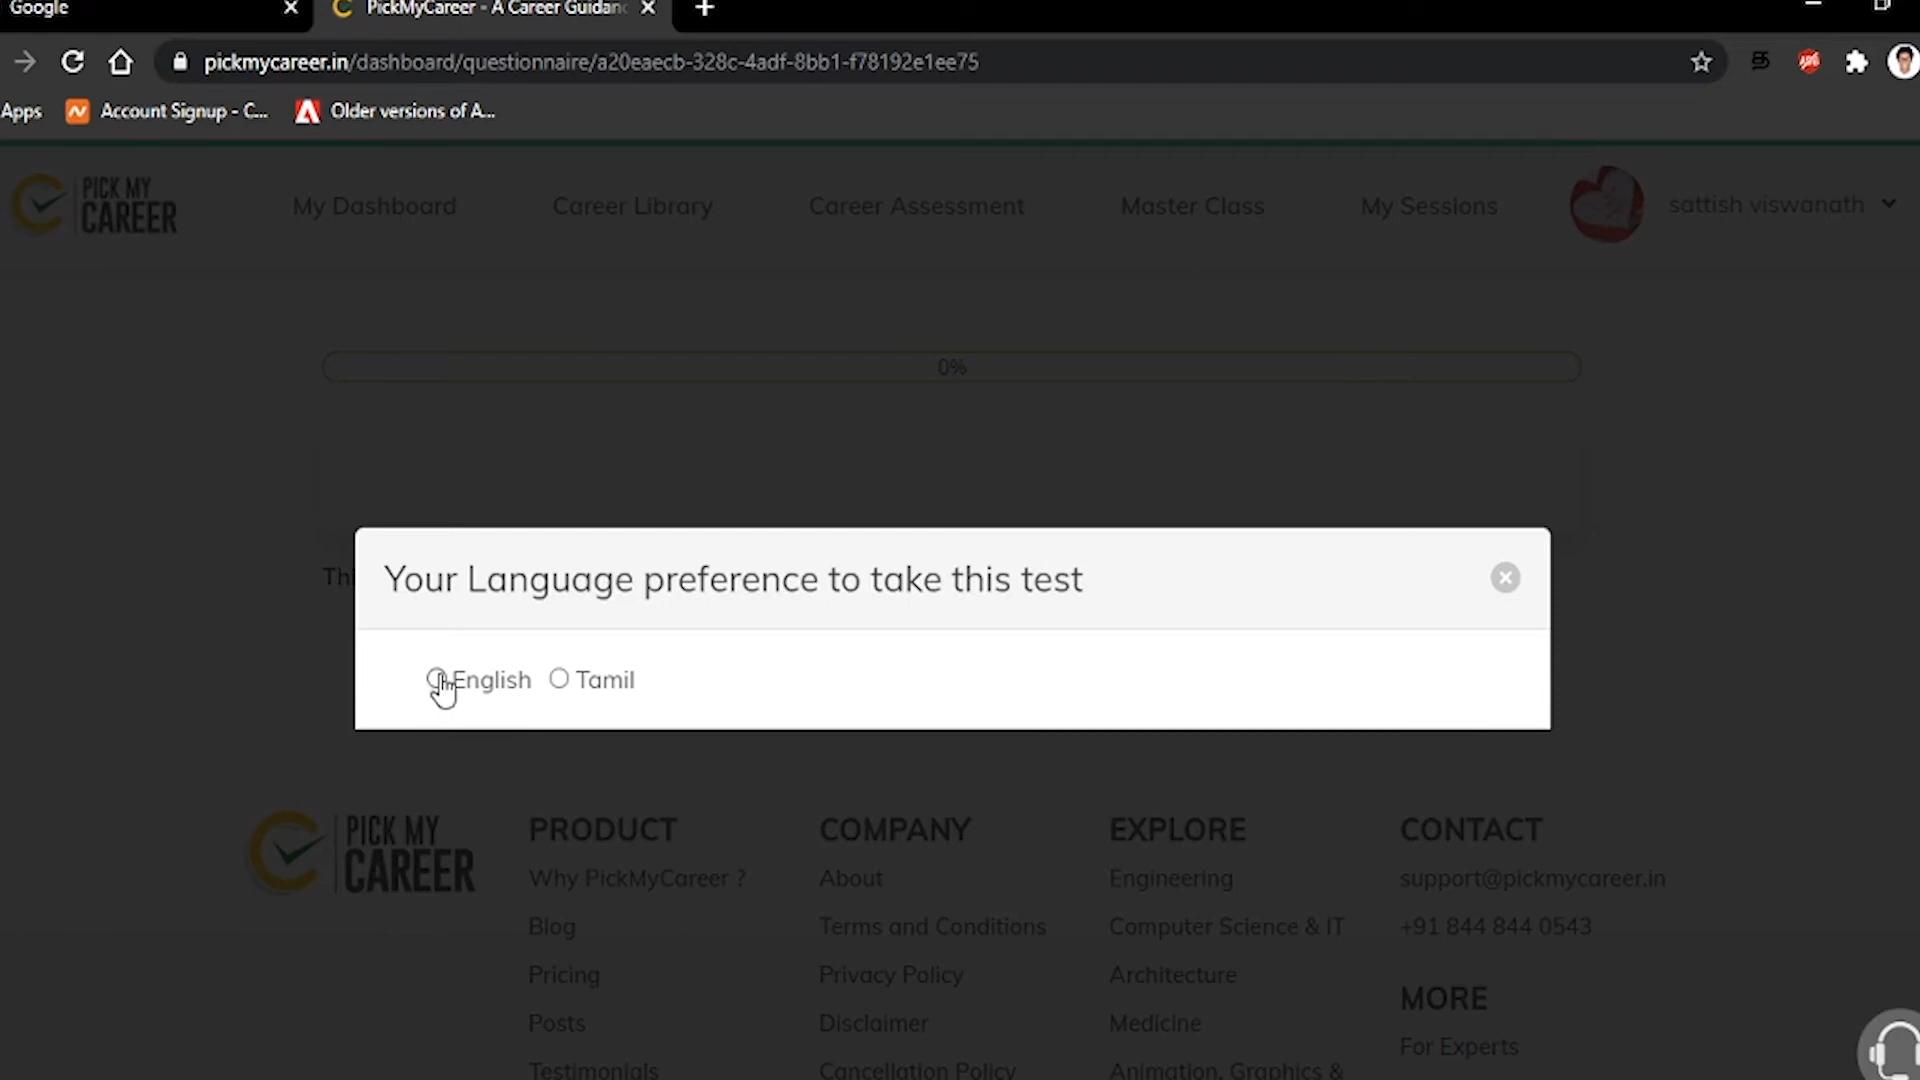 Google
PickMyCareer - A Career Guidanc
pickmycareer.in/dashboard/questionnaire/a20eaecb-328c-4adf-8bb1-f78192e1ee75
Apps
Account Signup - C...
Older versions of A...
PICK MY
CAREER
My Dashboard
Career Library
Career Assessment
Master Class
My Sessions
sattish viswanath
0%
Thi
Your Language preference to take this test
English
Tamil
PICK MY
CAREER
PRODUCT
Why PickMyCareer ?
Blog
Pricing
Posts
Testimonials
COMPANY
About
Terms and Conditions
Privacy Policy
Disclaimer
Cancellation Policy
EXPLORE
Engineering
Computer Science & IT
Architecture
Medicine
Animation, Graphics &
CONTACT
support@pickmycareer.in
+91 844 844 0543
MORE
For Experts